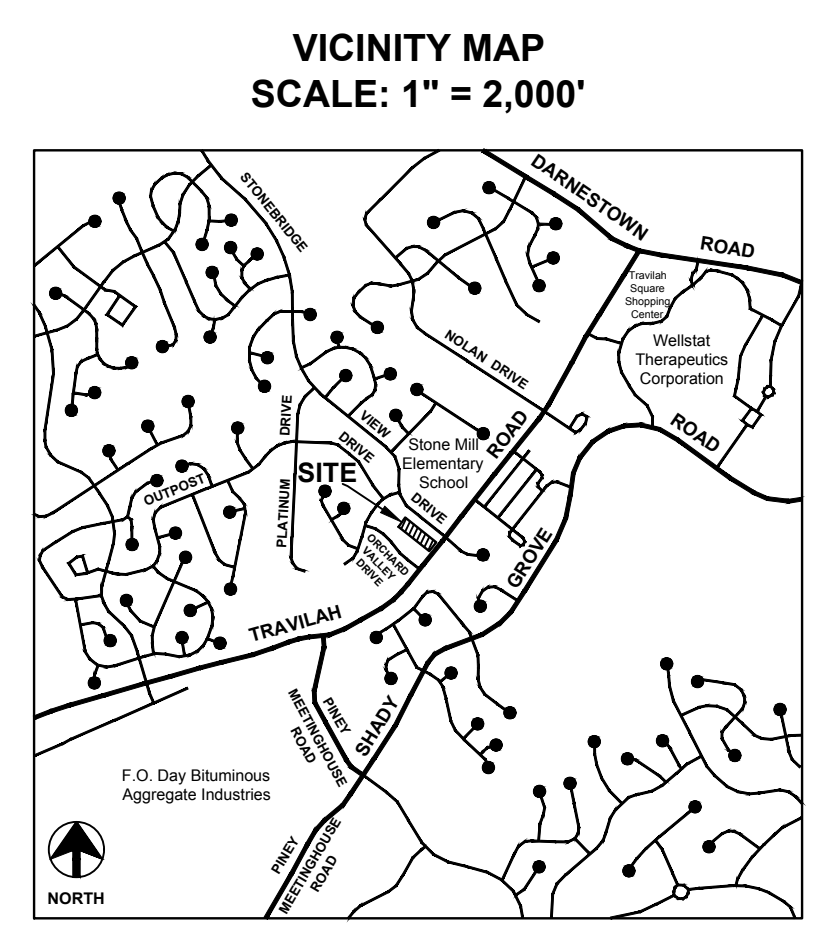 VICINITY MAP
SCALE: 1" = 2,000'
DARNESTOWN
ROAD
STONEBRIDGE
Travilah
Square
Shopping
Center
Wellstat
Therapeutics
Corporation
NOLAN DRIVE
VIEW
DRIVE
DRIVE
PLATINUM
DRIVE
Stone Mill
Elementary
School
ROAD
ROAD
SITE
OUTPOST
ORCHARD
VALLEY
DRIVE
GROVE
TRAVILAH
SHADY
PINEY
MEETINGHOUSE
ROAD
F.O. Day Bituminous
Aggregate Industries
PINEY
MEETINGHOUSE
ROAD
NORTH